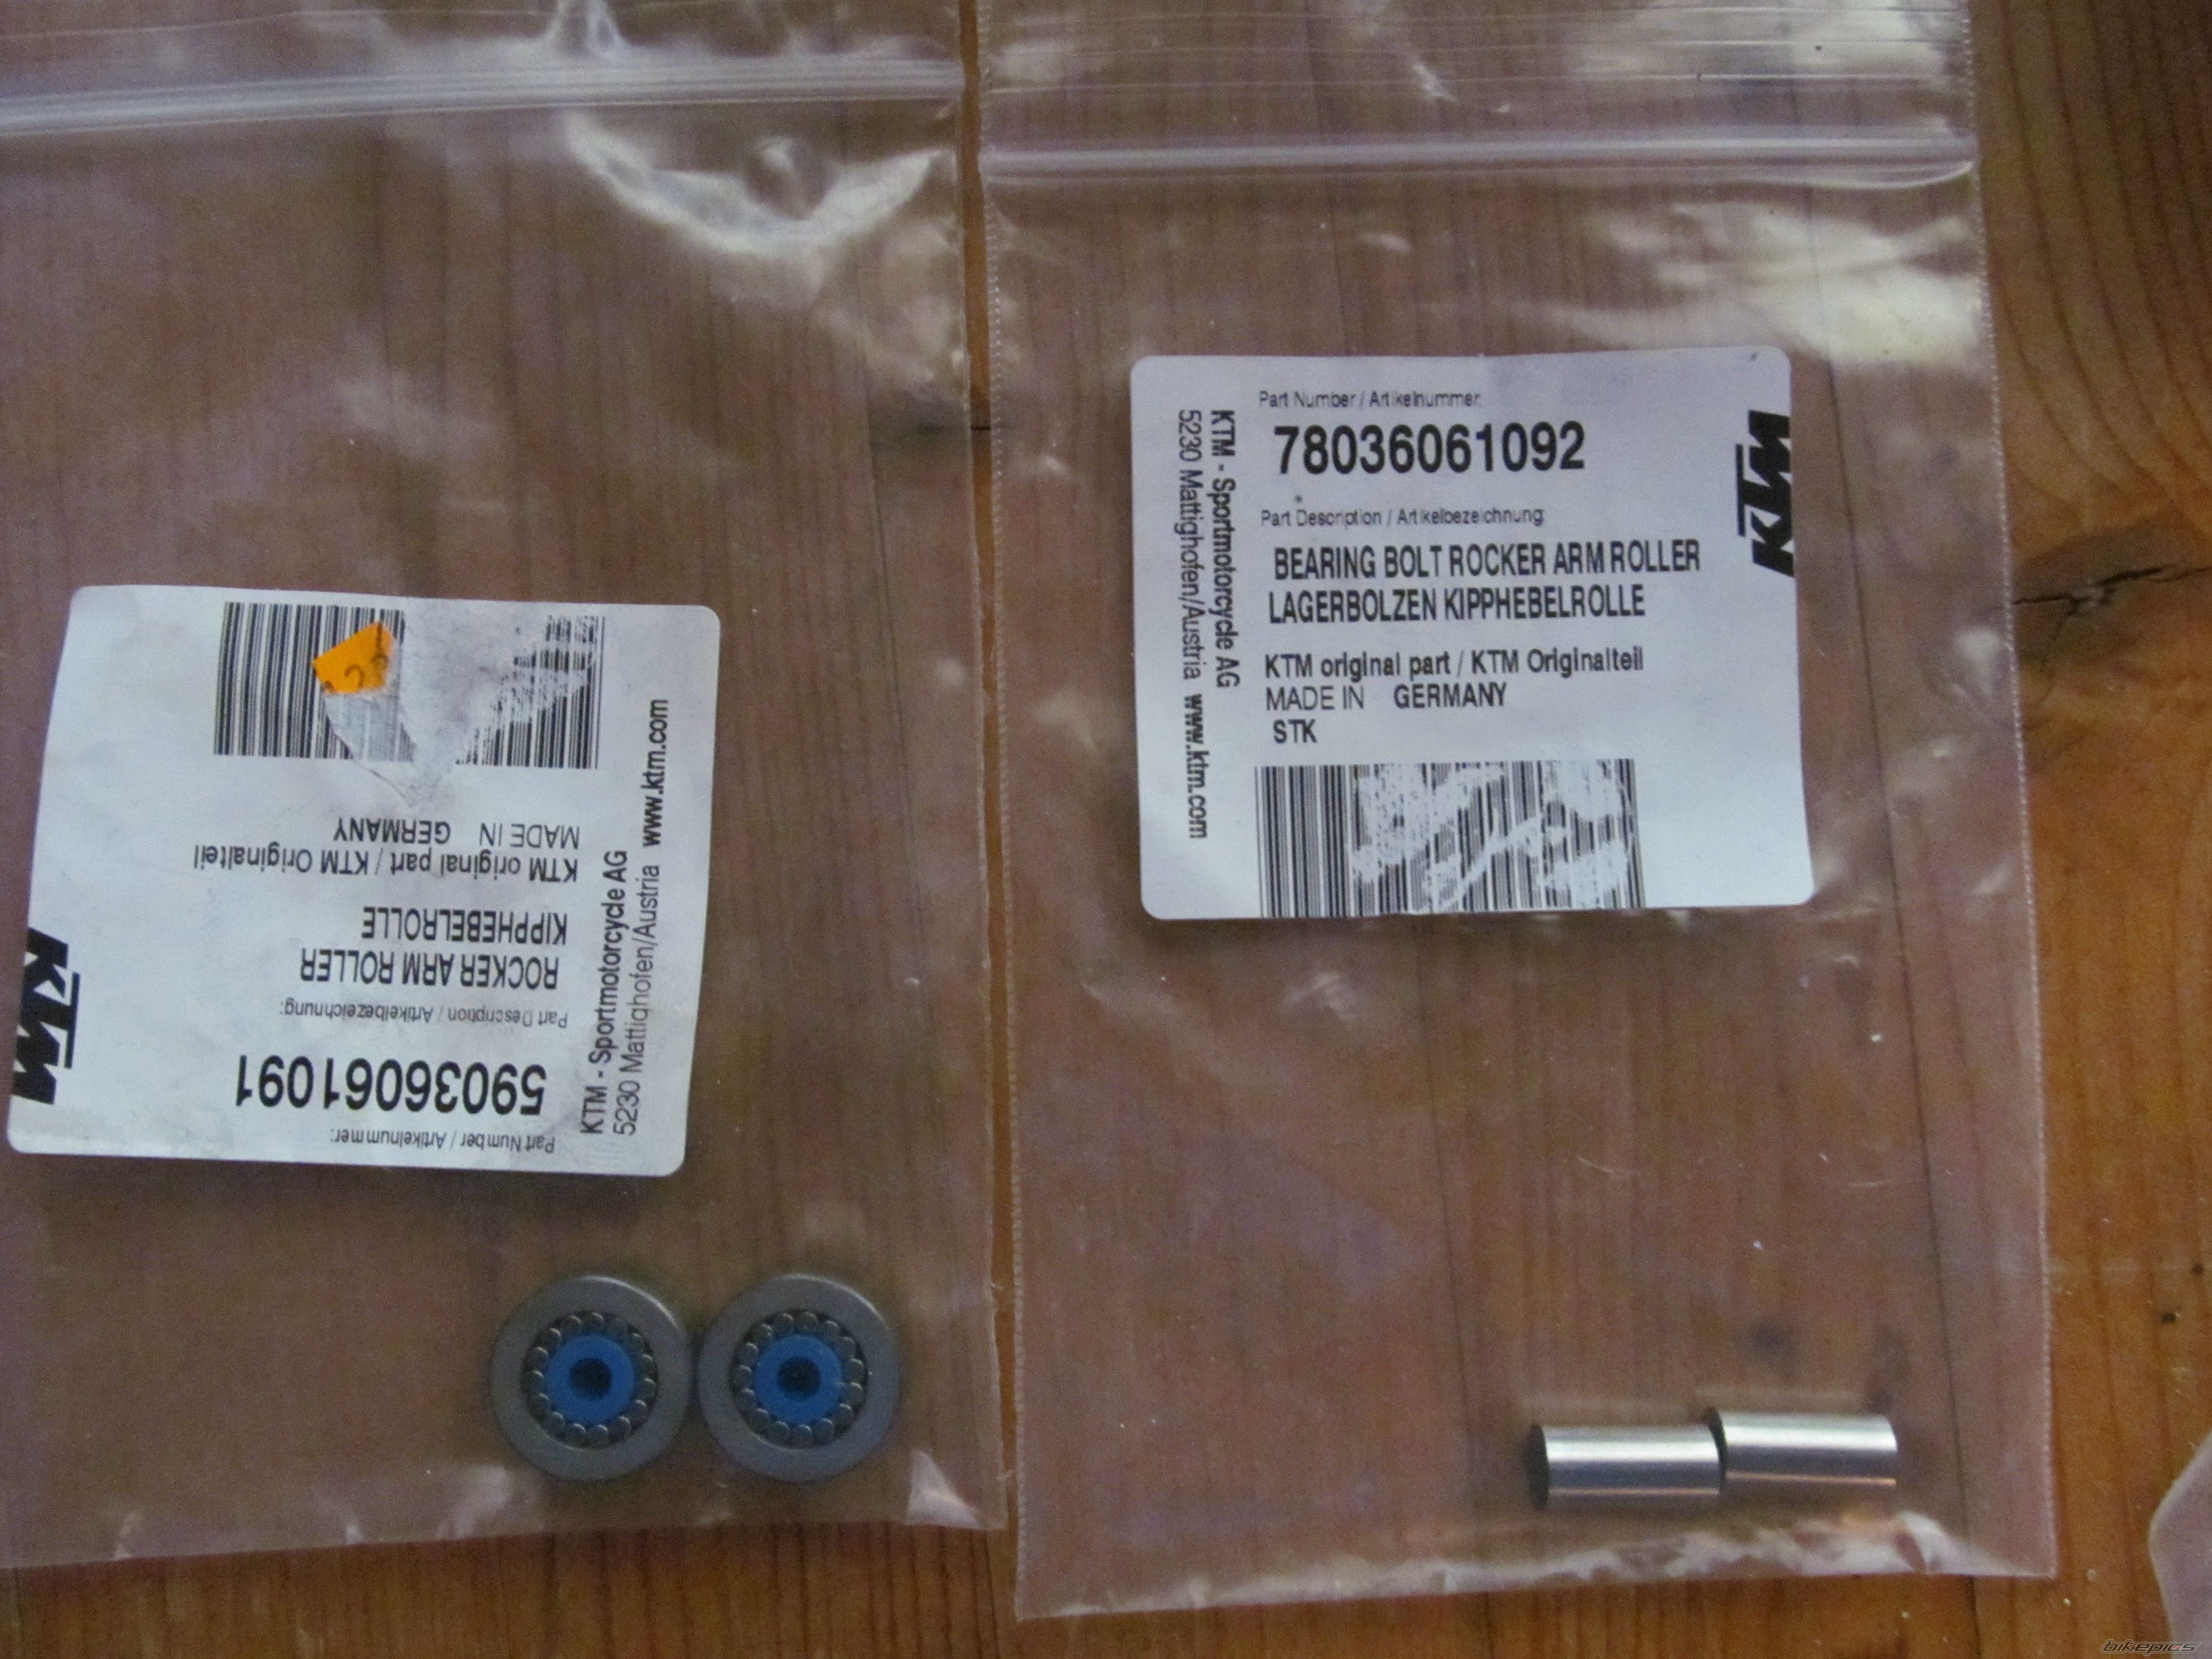 Part Number / Artikelnummer:
59036061091
Part Description / Artikelbezeichnung:
ROCKER ARM ROLLER
KIPPHEBELROLLE
KTM original part / KTM Originalteil
MADE IN GERMANY
KTM - Sportmotorcycle AG
5230 Mattighofen/Austria www.ktm.com
KTM
Part Number / Artikelnummer:
78036061092
Part Description / Artikelbezeichnung:
BEARING BOLT ROCKER ARM ROLLER
LAGERBOLZEN KIPPHEBELROLLE
KTM original part / KTM Originalteil
MADE IN GERMANY
STK
KTM - Sportmotorcycle AG
5230 Mattighofen/Austria www.ktm.com
KTM
bikepics